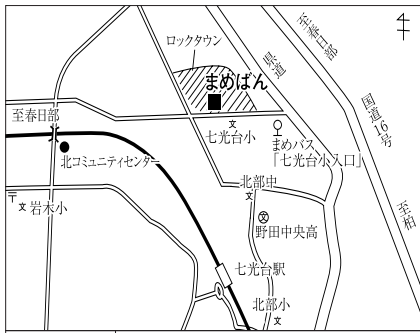 至春日部
ロックタウン
県道
まめばん
国道16号
至春日部
七光台小
まめバス
「七光台小入口」
北コミュニティセンター
北部中
岩木小
至柏
野田中央高
七光台駅
北部小